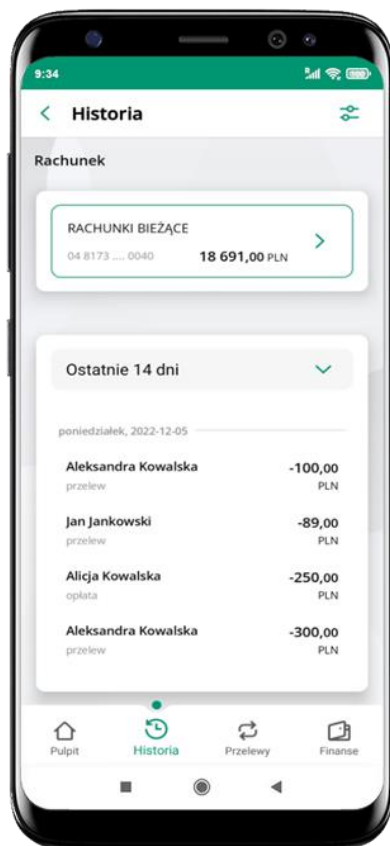 9:34
Historia
Rachunek
RACHUNKI BIEŻĄCE
04 8173 .... 0040 18 691,00 PLN
Ostatnie 14 dni
poniedziałek, 2022-12-05
Aleksandra Kowalska -100,00
przelew PLN
Jan Jankowski -89,00
przelew PLN
Alicja Kowalska -250,00
opłata PLN
Aleksandra Kowalska -300,00
przelew PLN
Pulpit Historia Przelewy Finanse